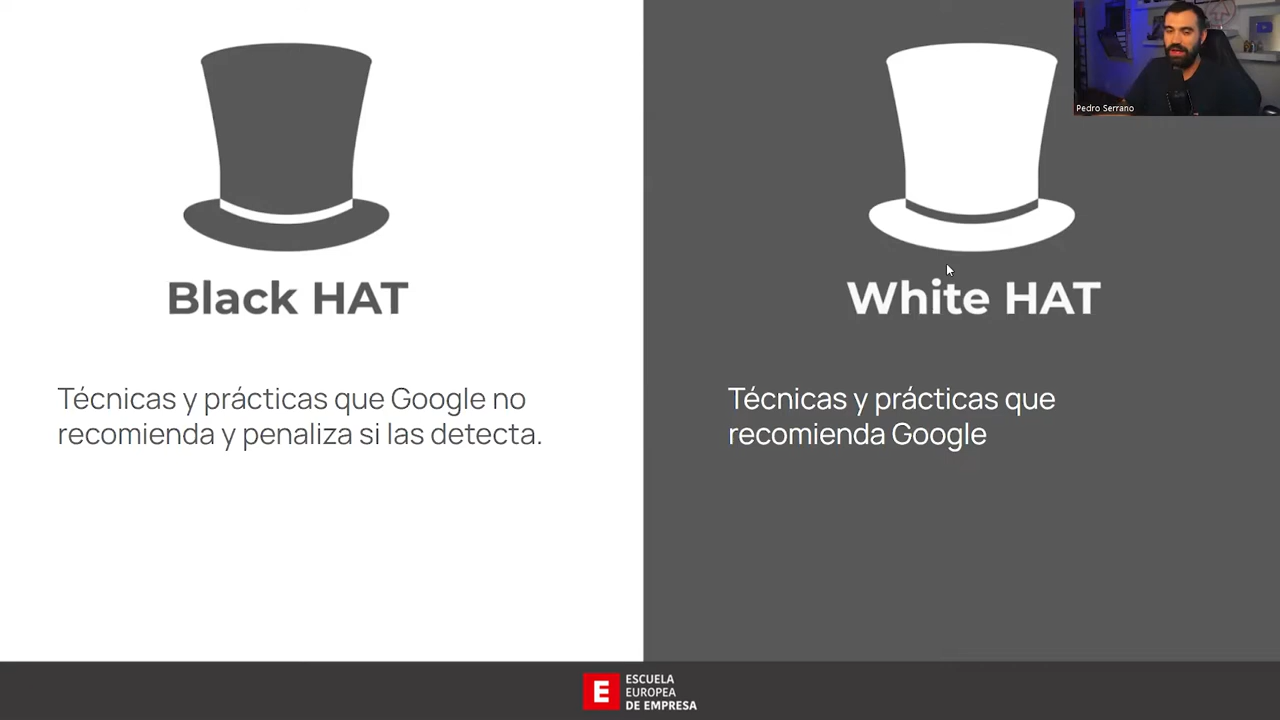 Pedro Serrano
Black HAT
Técnicas y prácticas que Google no
recomienda y penaliza si las detecta.
White HAT
Técnicas y prácticas que
recomienda Google
E
ESCUELA
EUROPEA
DE EMPRESA